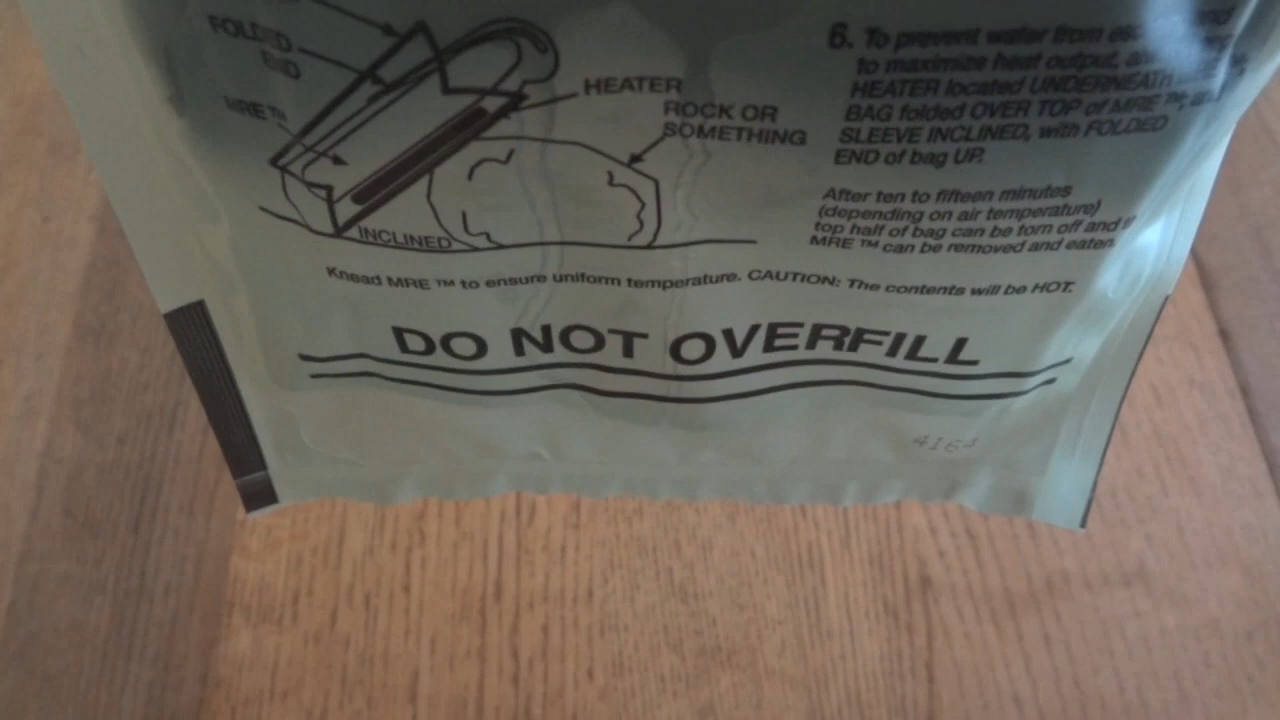 FOLDED
END
MRE™
HEATER
ROCK OR
SOMETHING
INCLINED
6. To prevent water from
to maximize heat output,
HEATER located UNDERNEATH
BAG folded OVER TOP of MRE™,
SLEEVE INCLINED, with FOLDED
END of bag UP.
After ten to fifteen minutes
(depending on air temperature)
top half of bag can be torn off and
MRE™ can be removed and eaten.
Knead MRE™ to ensure uniform temperature. CAUTION: The contents will be HOT.
DO NOT OVERFILL
4164